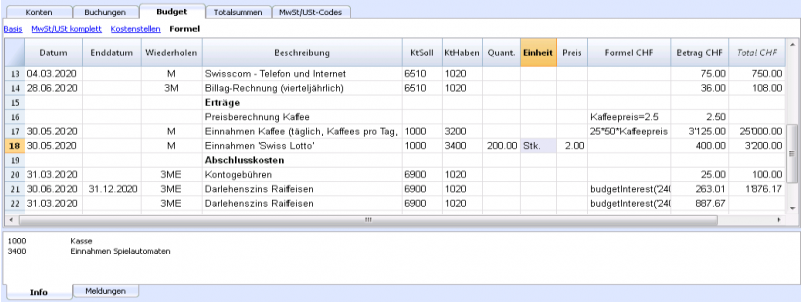 Konten Buchungen Budget Totalsummen MwSt/USt-Codes
Basis MwSt/USt komplett Kostenstellen Formel
Datum Enddatum Wiederholen Beschreibung KtSoll KtHaben Quant. Einheit Preis Formel CHF Betrag CHF Total CHF
13 04.03.2020 M Swisscom - Telefon und Internet 6510 1020 75.00 750.00
14 28.06.2020 3M Billag-Rechnung (vierteljährlich) 6510 1020 36.00 108.00
15 Erträge
16 Preisberechnung Kaffee Kaffeepreis=2.5 2.50
17 30.05.2020 M Einnahmen Kaffee (täglich, Kaffees pro Tag, 1000 3200 25*50*Kaffeepreis 3'125.00 25'000.00
18 30.05.2020 M Einnahmen 'Swiss Lotto' 1000 3400 200.00 Stk. 2.00 400.00 3'200.00
19 Abschlusskosten
20 31.03.2020 3ME Kontogebühren 6900 1020 25.00 100.00
21 30.06.2020 31.12.2020 3ME Darlehenszins Raiffeisen 6900 1020 budgetInterest('24( 263.01 1'876.17
22 31.03.2020 3ME Darlehenszins Raiffeisen 6900 1020 budgetInterest('24( 887.67
1000 Kasse
3400 Einnahmen Spielautomaten
Info Meldungen